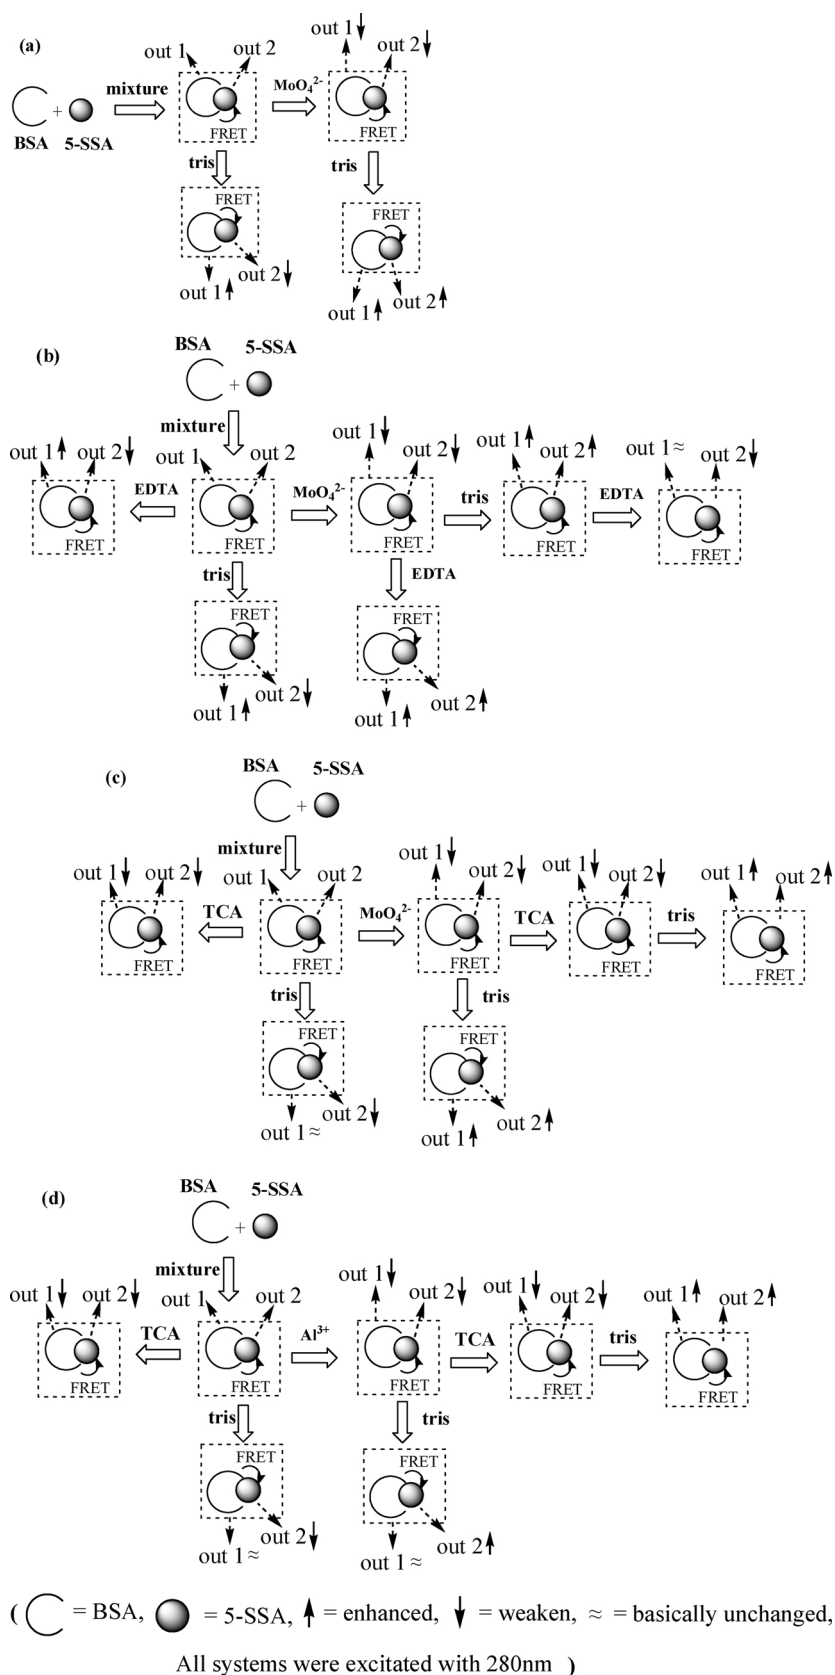 (a)
out 1 out 2
out 1↓ out 2↓
mixture
MoO₄²⁻
BSA + 5-SSA
FRET
FRET
tris
tris
FRET
FRET
out 1↑ out 2↓
out 1↑ out 2↑
(b)
BSA 5-SSA
+
mixture
out 1↑ out 2↓
out 1 out 2
out 1↓ out 2↓
out 1↑ out 2↑
out 1≈ out 2↓
EDTA
MoO₄²⁻
tris
EDTA
FRET
FRET
FRET
FRET
FRET
tris
EDTA
FRET
FRET
out 1↑ out 2↓
out 1↑ out 2↑
(c)
BSA 5-SSA
+
mixture
out 1↓ out 2↓
out 1 out 2
out 1↓ out 2↓
out 1↓ out 2↓
out 1↑ out 2↑
TCA
MoO₄²⁻
TCA
tris
FRET
FRET
FRET
FRET
FRET
tris
tris
FRET
FRET
out 1≈ out 2↓
out 1↑ out 2↑
(d)
BSA 5-SSA
+
mixture
out 1↓ out 2↓
out 1 out 2
out 1↓ out 2↓
out 1↓ out 2↓
out 1↑ out 2↑
TCA
Al³⁺
TCA
tris
FRET
FRET
FRET
FRET
FRET
tris
tris
FRET
FRET
out 1≈ out 2↓
out 1≈ out 2↑
( = BSA, = 5-SSA, ↑ = enhanced, ↓ = weaken, ≈ = basically unchanged,
All systems were excitated with 280nm )